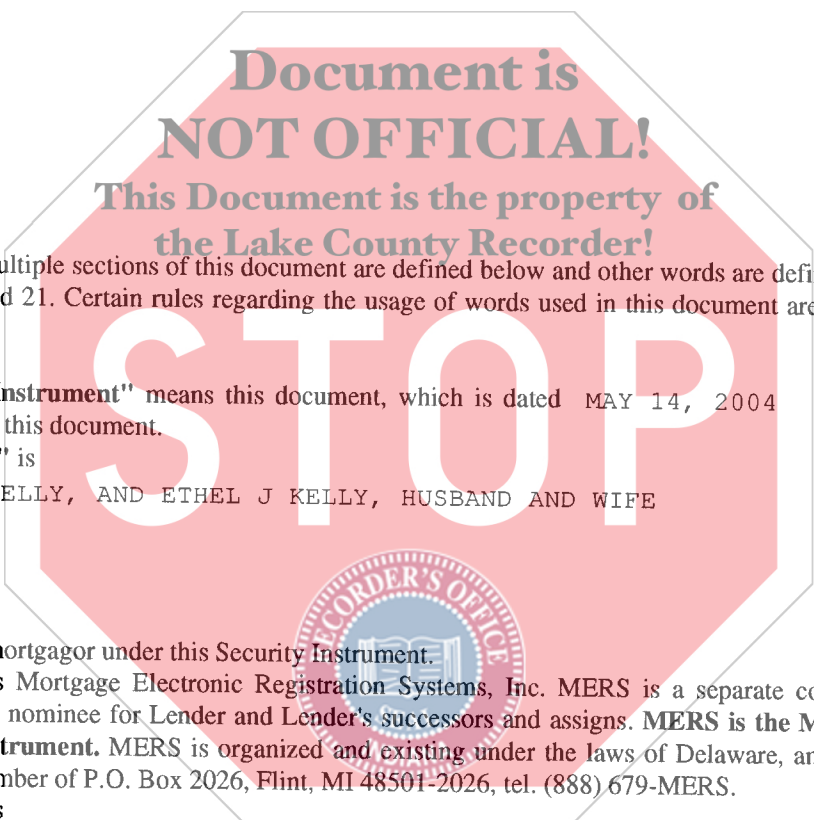 Document is
NOT OFFICIAL!
This Document is the property of
the Lake County Recorder!
ultiple sections of this document are defined below and other words are defi
d 21. Certain rules regarding the usage of words used in this document are
STOP
Instrument" means this document, which is dated MAY 14, 2004
this document.
" is
ELLY, AND ETHEL J KELLY, HUSBAND AND WIFE
RECORDER'S OFFICE
ortgagor under this Security Instrument.
s Mortgage Electronic Registration Systems, Inc. MERS is a separate co
nominee for Lender and Lender's successors and assigns. MERS is the M
trument. MERS is organized and existing under the laws of Delaware, an
mber of P.O. Box 2026, Flint, MI 48501-2026, tel. (888) 679-MERS.
s